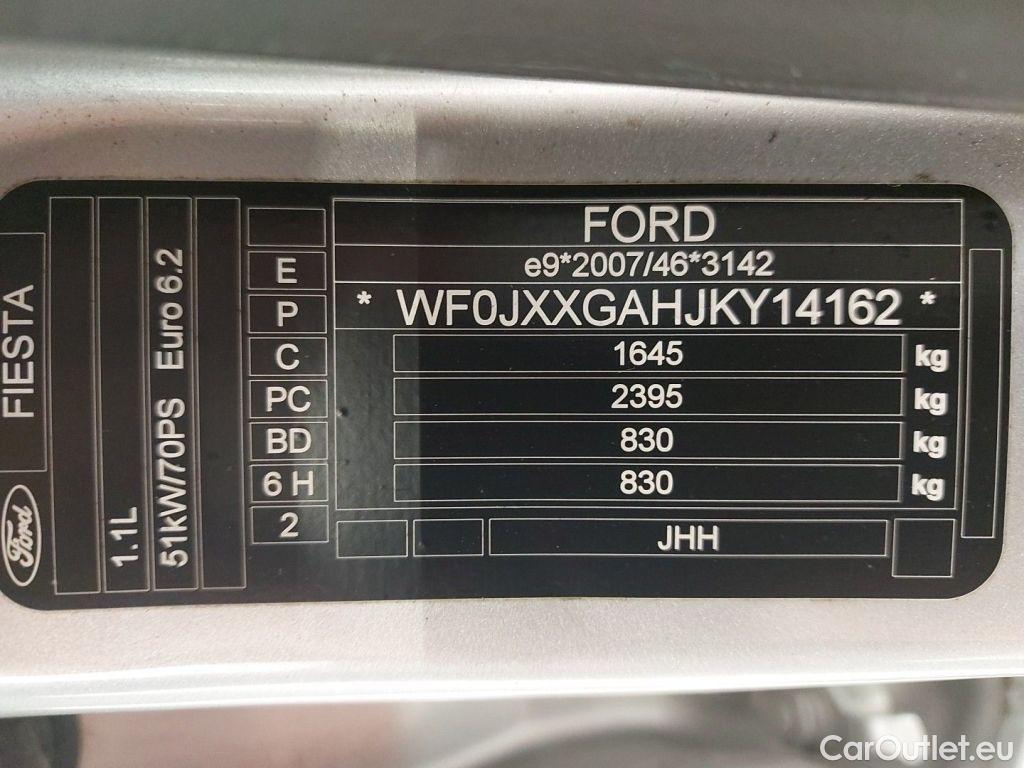 FORD
e9*2007/46*3142
* WF0JXXGAHJKY14162 *
1645 kg
2395 kg
830 kg
830 kg
JHH
E
P
C
PC
BD
6 H
2
51kW/70PS Euro 6.2
1.1L
FIESTA
Ford
CarOutlet.eu